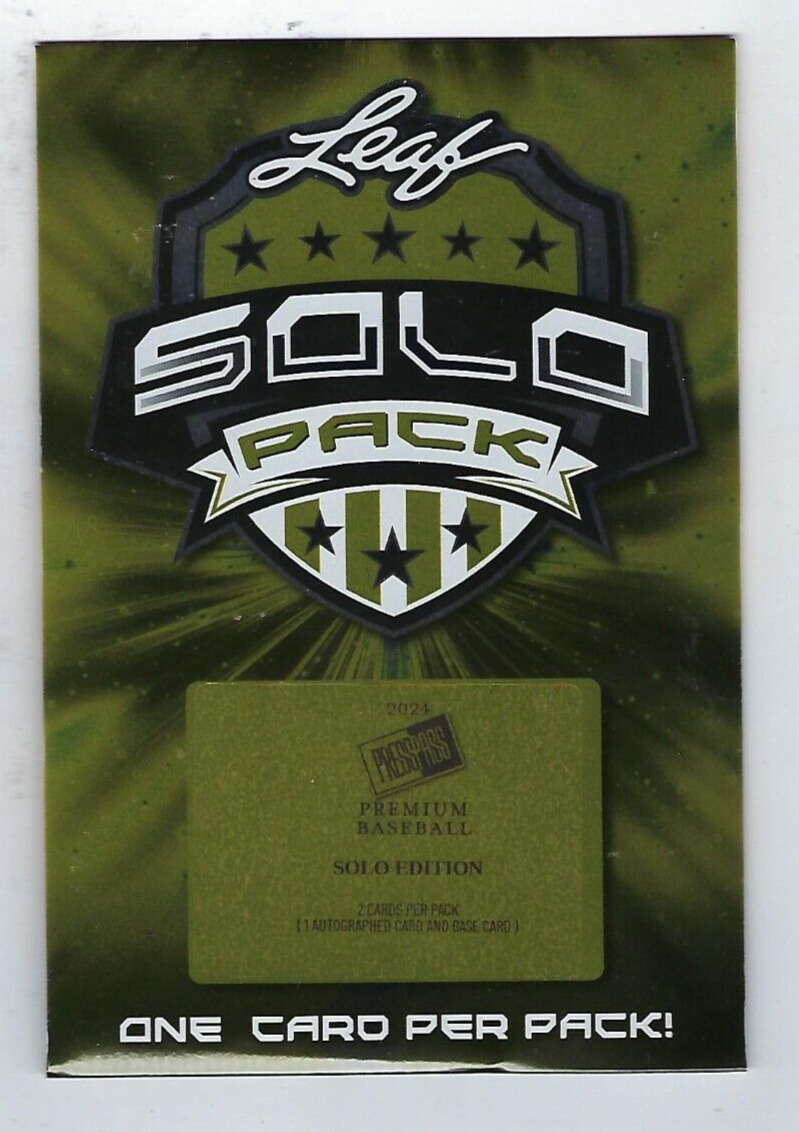 Leaf
SOLO
PACK
2024
PRESS PASS
PREMIUM
BASEBALL
SOLO EDITION
2 CARDS PER PACK
( 1 AUTOGRAPHED CARD AND BASE CARD )
ONE CARD PER PACK!